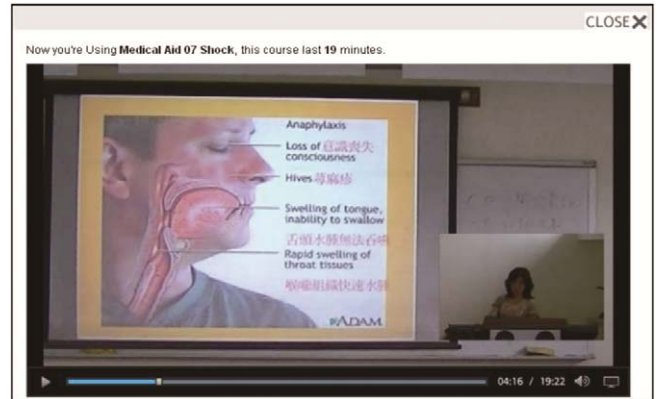 CLOSE X
Now you're Using Medical Aid 07 Shock, this course last 19 minutes.
Anaphylaxis
Loss of 意識喪失
consciousness
Hives 蕁麻疹
Swelling of tongue,
inability to swallow
舌頭水腫無法吞嚥
Rapid swelling of
throat tissues
喉嚨組織快速水腫
ADAM
04:16 / 19:22